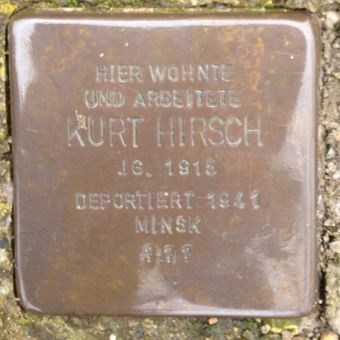 HIER WOHNTE
UND ARBEITETE
KURT HIRSCH
JG. 1915
DEPORTIERT 1941
MINSK
???